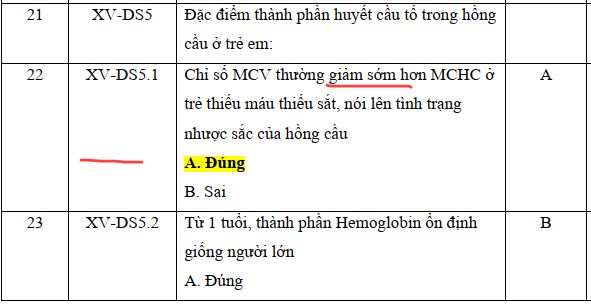 21 XV-DS5 Đặc điểm thành phần huyết cầu tố trong hồng
cầu ở trẻ em:
22 XV-DS5.1 Chỉ số MCV thường giảm sớm hơn MCHC ở A
trẻ thiếu máu thiếu sắt, nói lên tình trạng
nhược sắc của hồng cầu
A. Đúng
B. Sai
23 XV-DS5.2 Từ 1 tuổi, thành phần Hemoglobin ổn định B
giống người lớn
A. Đúng